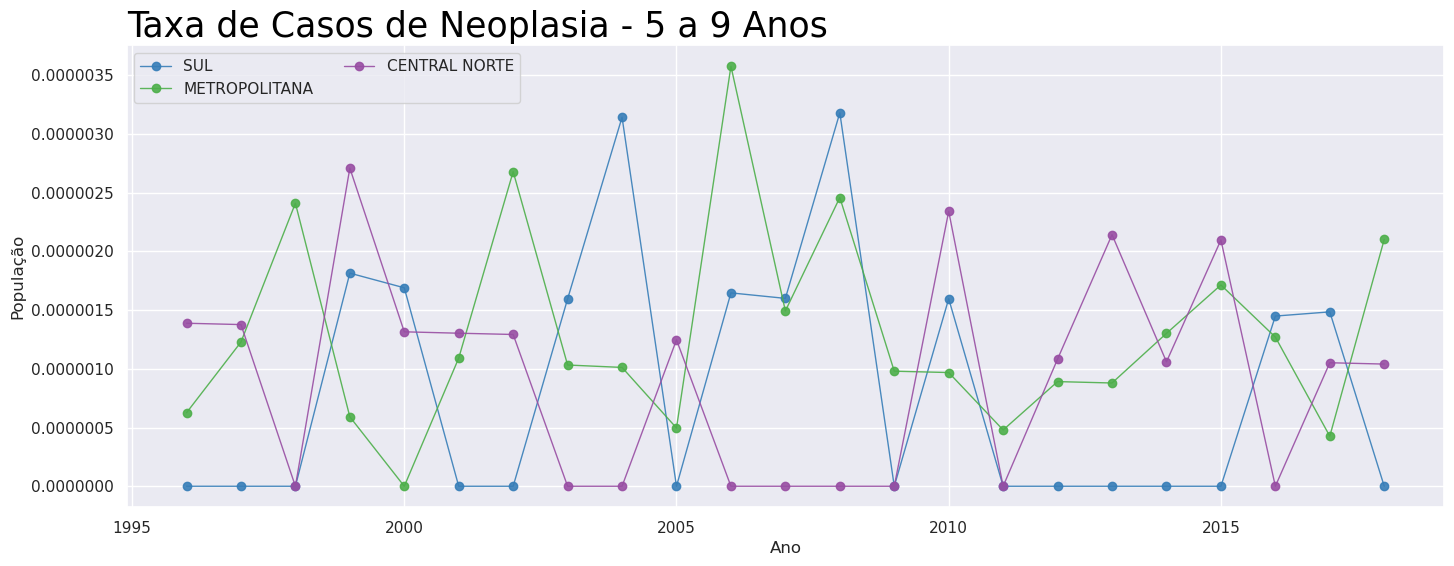 Taxa de Casos de Neoplasia - 5 a 9 Anos
SUL
METROPOLITANA
CENTRAL NORTE
0.0000035
0.0000030
0.0000025
0.0000020
0.0000015
0.0000010
0.0000005
0.0000000
População
1995
2000
2005
2010
2015
Ano